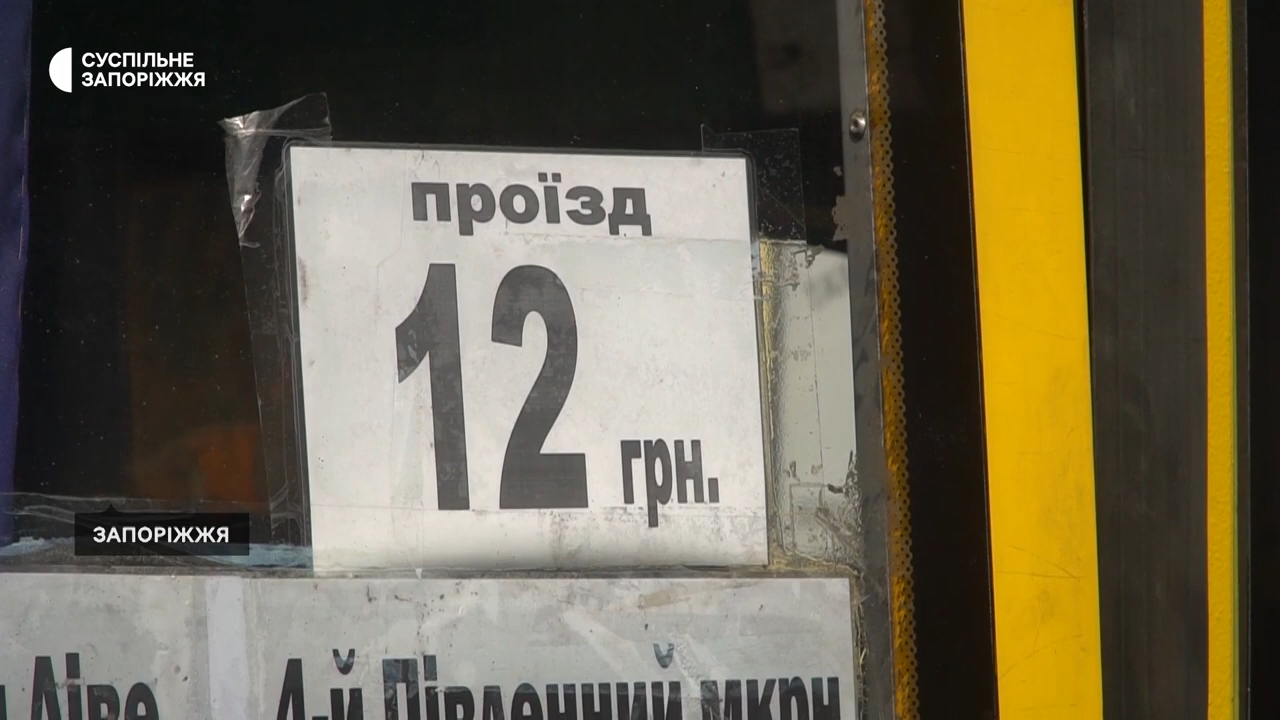 СУСПІЛЬНЕ
ЗАПОРІЖЖЯ
проїзд
12 грн.
ЗАПОРІЖЖЯ
4-й Південний мкрн